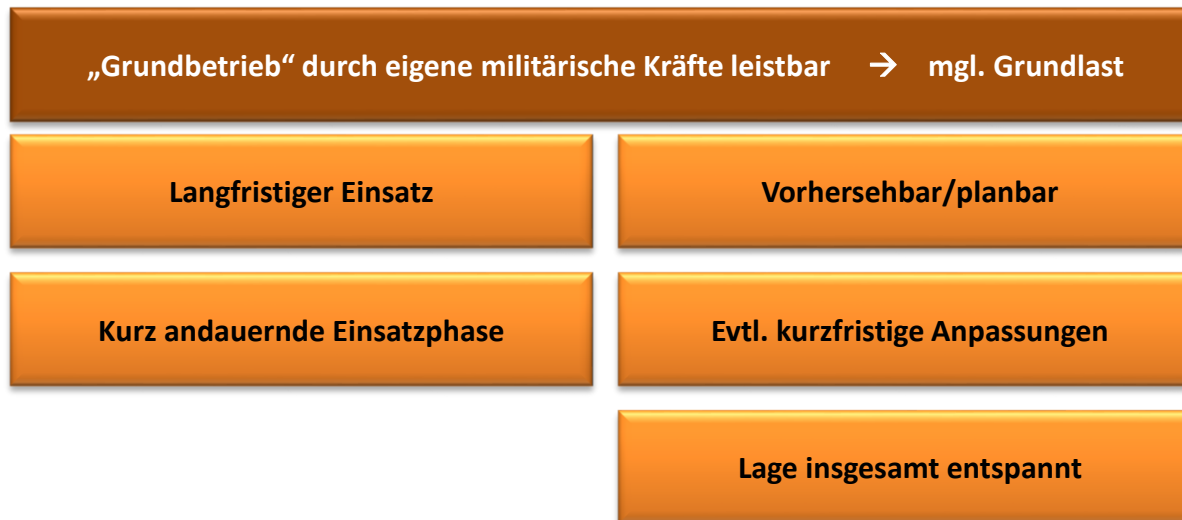 „Grundbetrieb“ durch eigene militärische Kräfte leistbar → mgl. Grundlast
Langfristiger Einsatz
Vorhersehbar/planbar
Kurz andauernde Einsatzphase
Evtl. kurzfristige Anpassungen
Lage insgesamt entspannt